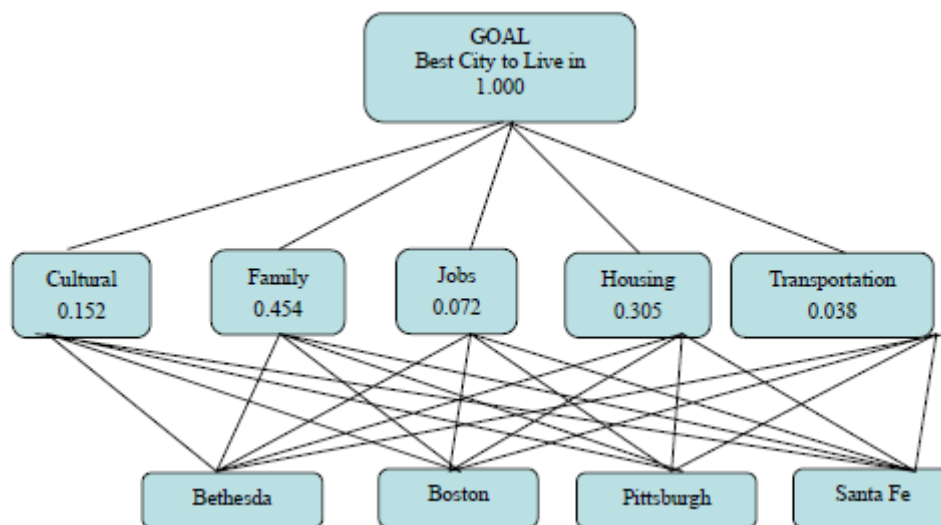 GOAL
Best City to Live in
1.000
Cultural
0.152
Family
0.454
Jobs
0.072
Housing
0.305
Transportation
0.038
Bethesda
Boston
Pittsburgh
Santa Fe